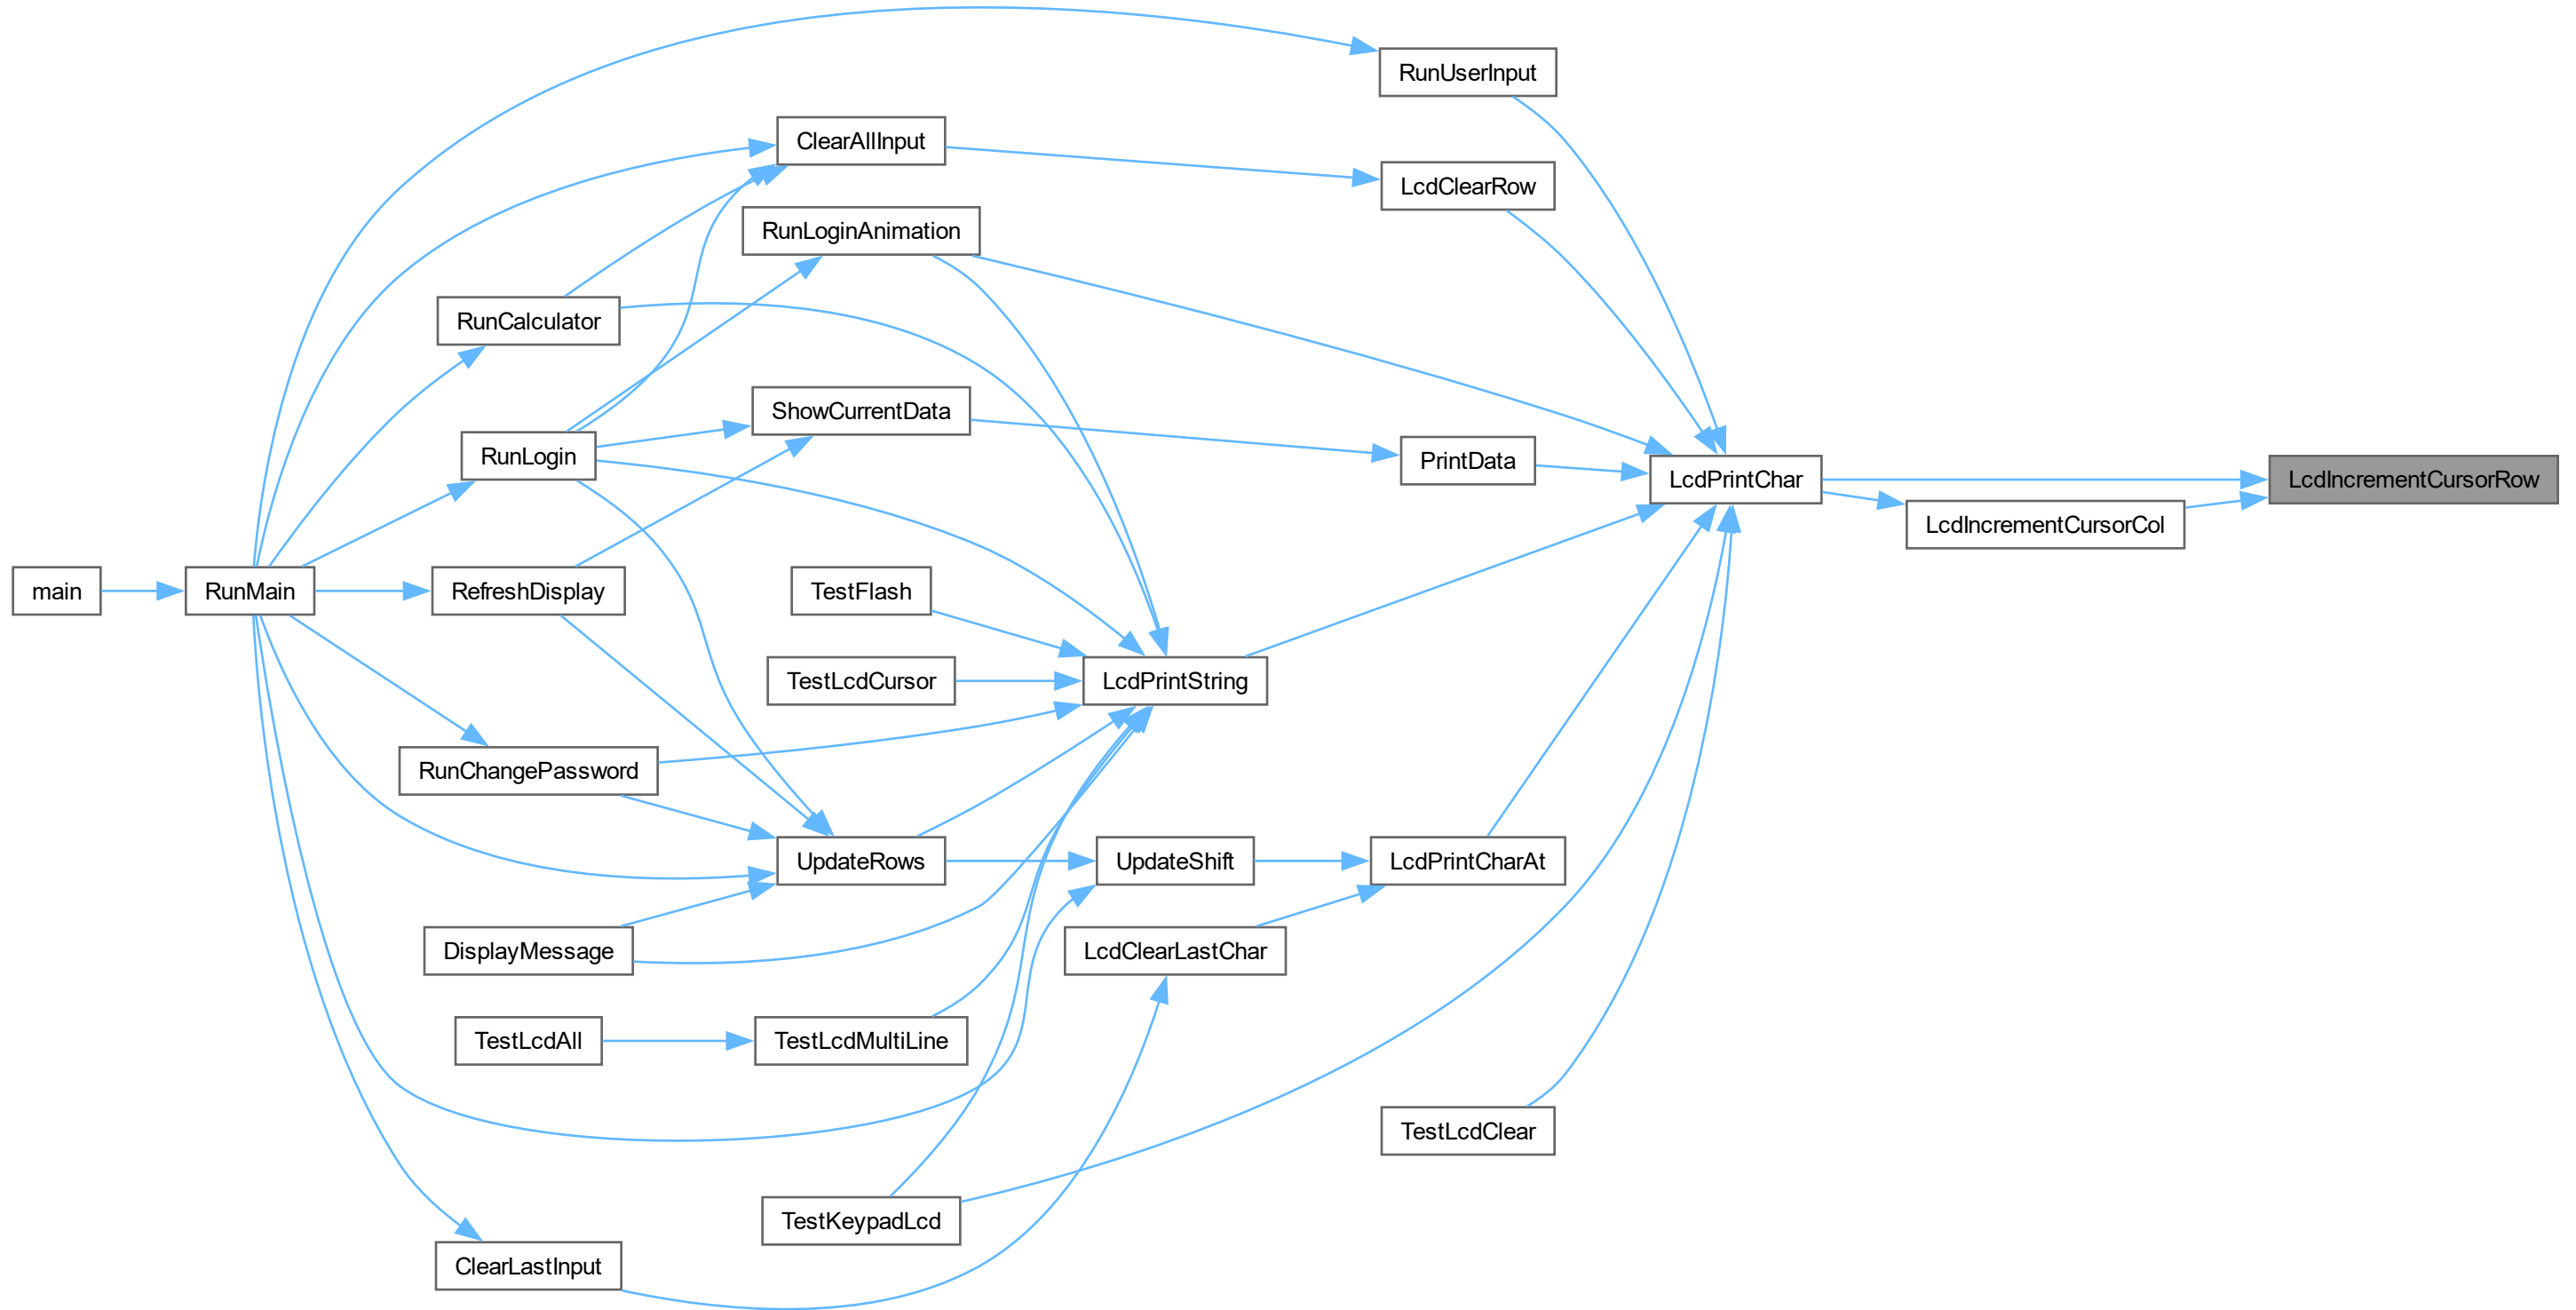 RunUserInput
ClearAllInput
LcdClearRow
RunLoginAnimation
RunCalculator
ShowCurrentData
RunLogin
PrintData
LcdPrintChar
LcdIncrementCursorRow
LcdIncrementCursorCol
main
RunMain
RefreshDisplay
TestFlash
TestLcdCursor
LcdPrintString
RunChangePassword
UpdateRows
UpdateShift
LcdPrintCharAt
DisplayMessage
LcdClearLastChar
TestLcdAll
TestLcdMultiLine
TestLcdClear
TestKeypadLcd
ClearLastInput